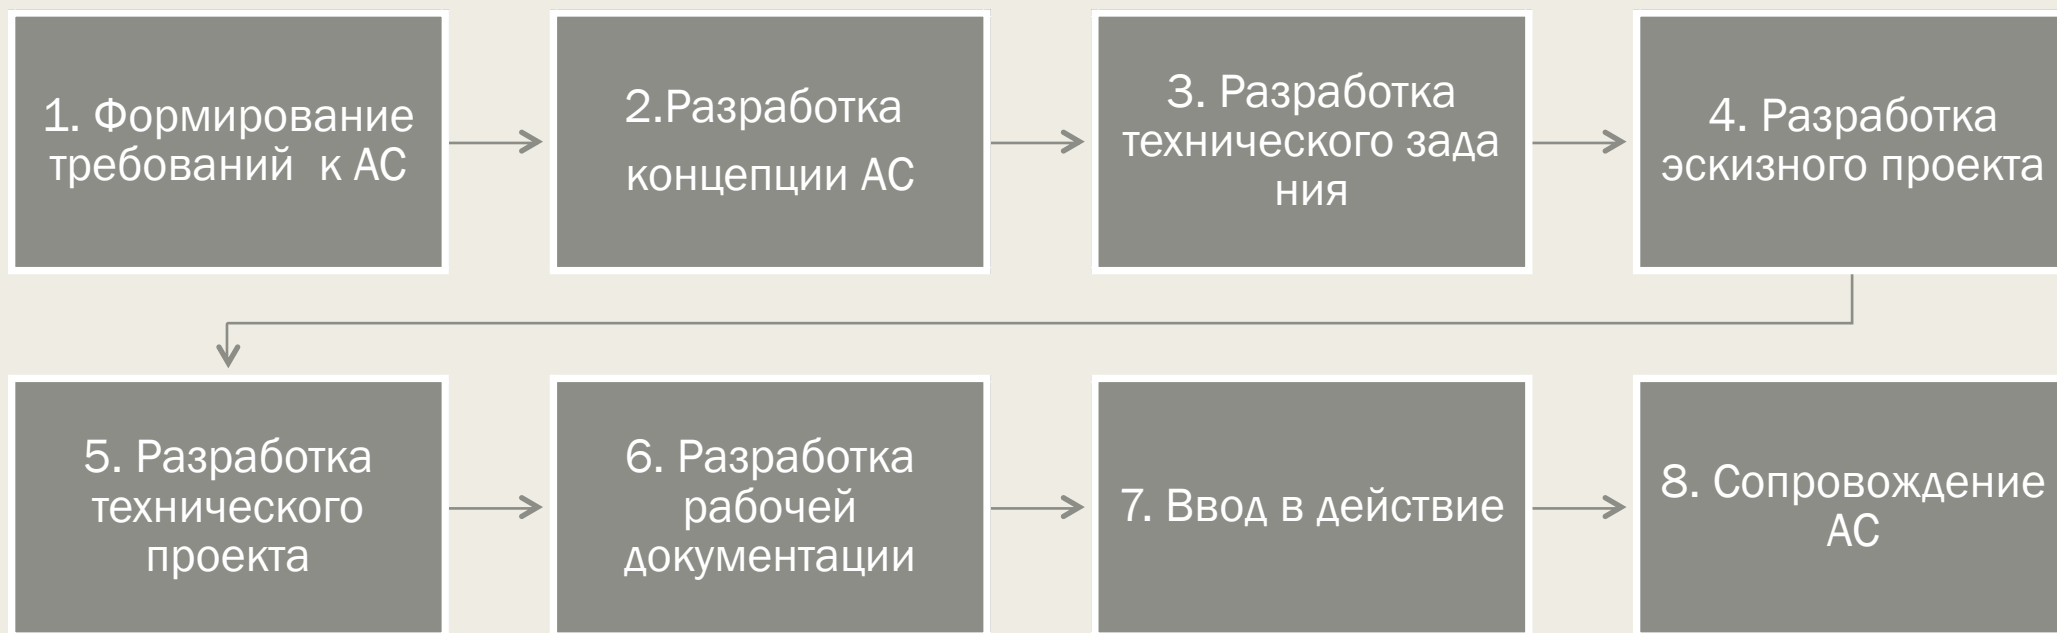 1. Формирование
требований  к АС
2.Разработка
концепции АС
3. Разработка
технического зада
ния
4. Разработка
эскизного проекта
5. Разработка
технического
проекта
6. Разработка
рабочей
документации
7. Ввод в действие
8. Сопровождение
АС